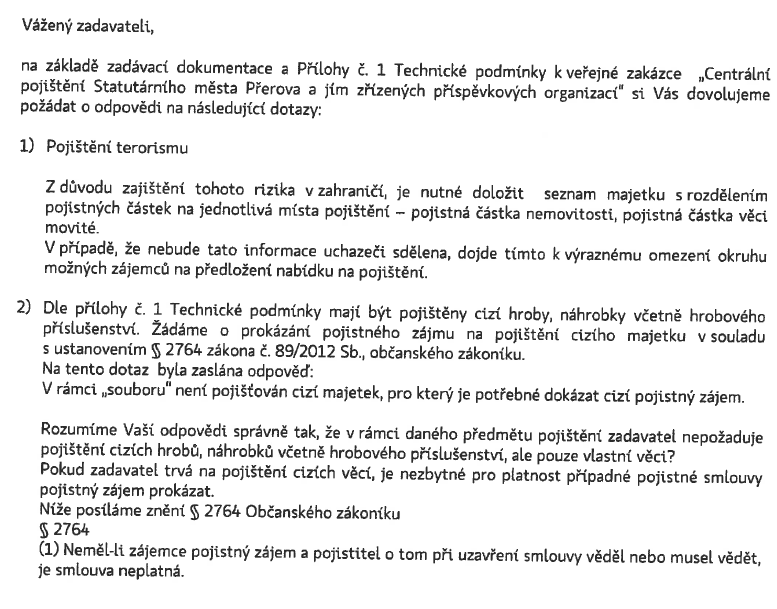 Vážený zadavateli,
na základě zadávací dokumentace a Přílohy č. 1 Technické podmínky k veřejné zakázce „Centrální
pojištění Statutárního města Přerova a jím zřízených příspěvkových organizací" si Vás dovolujeme
požádat o odpovědi na následující dotazy:
1) Pojištění terorismu
Z důvodu zajištění tohoto rizika v zahraničí, je nutné doložit seznam majetku s rozdělením
pojistných částek na jednotlivá místa pojištění – pojistná částka nemovitosti, pojistná částka věci
movité.
V případě, že nebude tato informace uchazeči sdělena, dojde tímto k výraznému omezení okruhu
možných zájemců na předložení nabídku na pojištění.
2) Dle přílohy č. 1 Technické podmínky mají být pojištěny cizí hroby, náhrobky včetně hrobového
příslušenství. Žádáme o prokázání pojistného zájmu na pojištění cizího majetku v souladu
s ustanovením § 2764 zákona č. 89/2012 Sb., občanského zákoníku.
Na tento dotaz byla zaslána odpověď:
V rámci „souboru" není pojišťován cizí majetek, pro který je potřebné dokázat cizí pojistný zájem.
Rozumíme Vaší odpovědi správně tak, že v rámci daného předmětu pojištění zadavatel nepožaduje
pojištění cizích hrobů, náhrobků včetně hrobového příslušenství, ale pouze vlastní věci?
Pokud zadavatel trvá na pojištění cizích věcí, je nezbytné pro platnost případné pojistné smlouvy
pojistný zájem prokázat.
Níže posíláme znění § 2764 Občanského zákoníku
§ 2764
(1) Neměl-li zájemce pojistný zájem a pojistitel o tom při uzavření smlouvy věděl nebo musel vědět,
je smlouva neplatná.